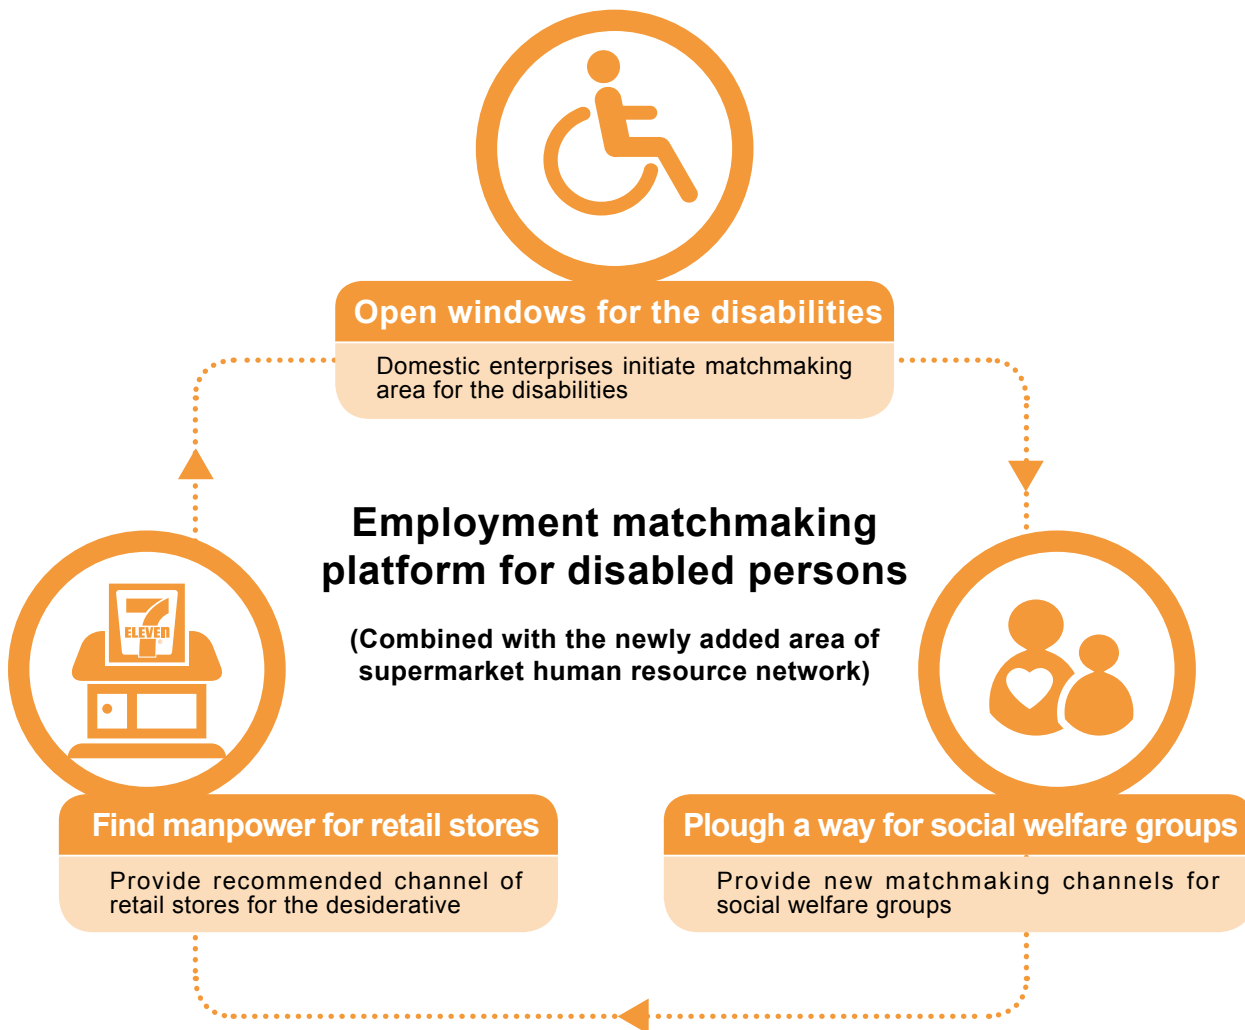 Open windows for the disabilities
Domestic enterprises initiate matchmaking
area for the disabilities
Employment matchmaking
platform for disabled persons
(Combined with the newly added area of
supermarket human resource network)
7
ELEVEN
®
Find manpower for retail stores
Provide recommended channel of
retail stores for the desiderative
Plough a way for social welfare groups
Provide new matchmaking channels for
social welfare groups